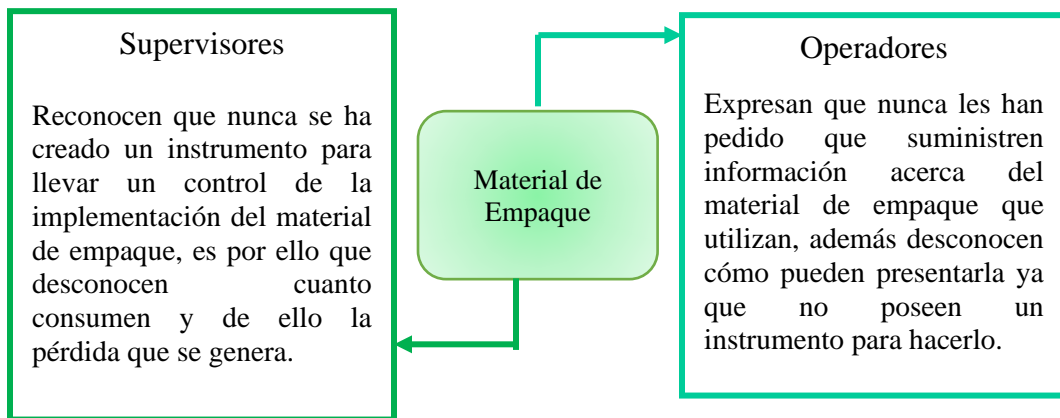 Supervisores
Reconocen que nunca se ha
creado un instrumento para
llevar un control de la
implementación del material
de empaque, es por ello que
desconocen cuanto
consumen y de ello la
pérdida que se genera.
Material de
Empaque
Operadores
Expresan que nunca les han
pedido que suministren
información acerca del
material de empaque que
utilizan, además desconocen
cómo pueden presentarla ya
que no poseen un
instrumento para hacerlo.